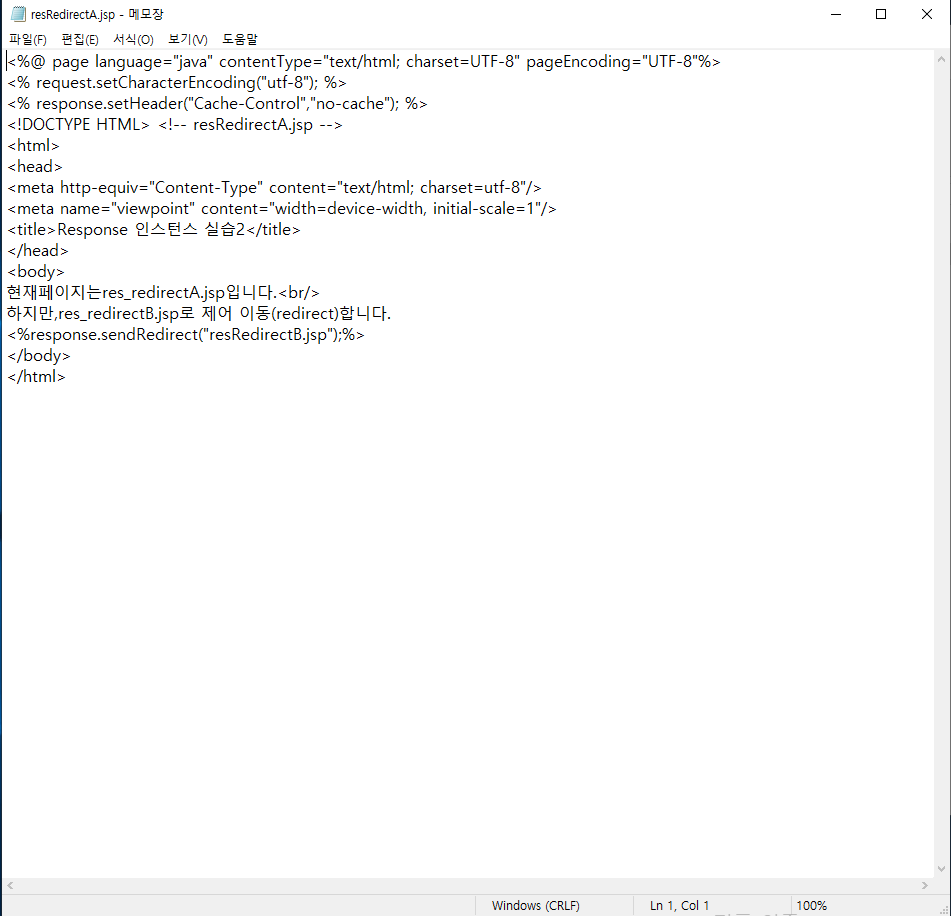 resRedirectA.jsp - 메모장
파일(F) 편집(E) 서식(O) 보기(V) 도움말
<%@ page language="java" contentType="text/html; charset=UTF-8" pageEncoding="UTF-8"%>
<% request.setCharacterEncoding("utf-8"); %>
<% response.setHeader("Cache-Control","no-cache"); %>
<!DOCTYPE HTML> <!-- resRedirectA.jsp -->
<html>
<head>
<meta http-equiv="Content-Type" content="text/html; charset=utf-8"/>
<meta name="viewpoint" content="width=device-width, initial-scale=1"/>
<title>Response 인스턴스 실습2</title>
</head>
<body>
현재페이지는res_redirectA.jsp입니다.<br/>
하지만,res_redirectB.jsp로 제어 이동(redirect)합니다.
<%response.sendRedirect("resRedirectB.jsp");%>
</body>
</html>
Windows (CRLF) Ln 1, Col 1 100%